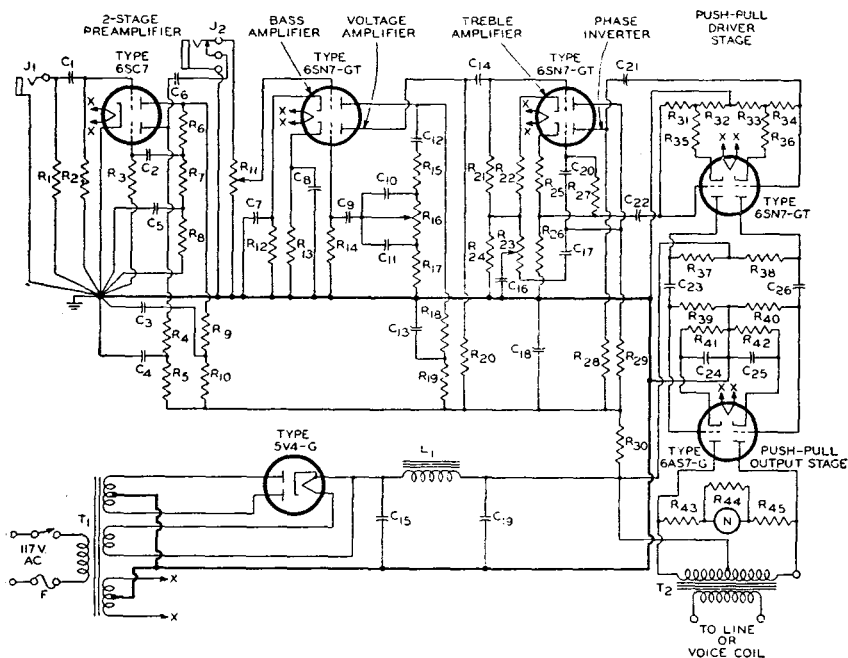 2-STAGE
PREAMPLIFIER
TYPE
6SC7
J1
C1
J2
C6
X
X
R1
R2
R3
C2
R6
R7
C5
R8
C3
C4
R4
R5
R9
R10
R11
BASS
AMPLIFIER
VOLTAGE
AMPLIFIER
TYPE
6SN7-GT
X
X
C7
R12
R13
C8
R14
C9
C10
C11
C12
R15
R16
R17
C13
R18
R19
R20
C14
TREBLE
AMPLIFIER
PHASE
INVERTER
TYPE
6SN7-GT
X
X
R21
R22
R23
R24
R25
R26
C20
R27
C17
C16
C18
C21
C22
R28
R29
R30
PUSH-PULL
DRIVER
STAGE
R31
R32
R33
R34
R35
X
X
R36
TYPE
6SN7-GT
R37
R38
C23
C26
R39
R40
R41
R42
C24
C25
X
X
TYPE
6AS7-G
PUSH-PULL
OUTPUT STAGE
R44
R43
N
R45
T2
TO LINE
OR
VOICE COIL
TYPE
5V4-G
L1
C15
C19
T1
117 V.
AC
F
X
X